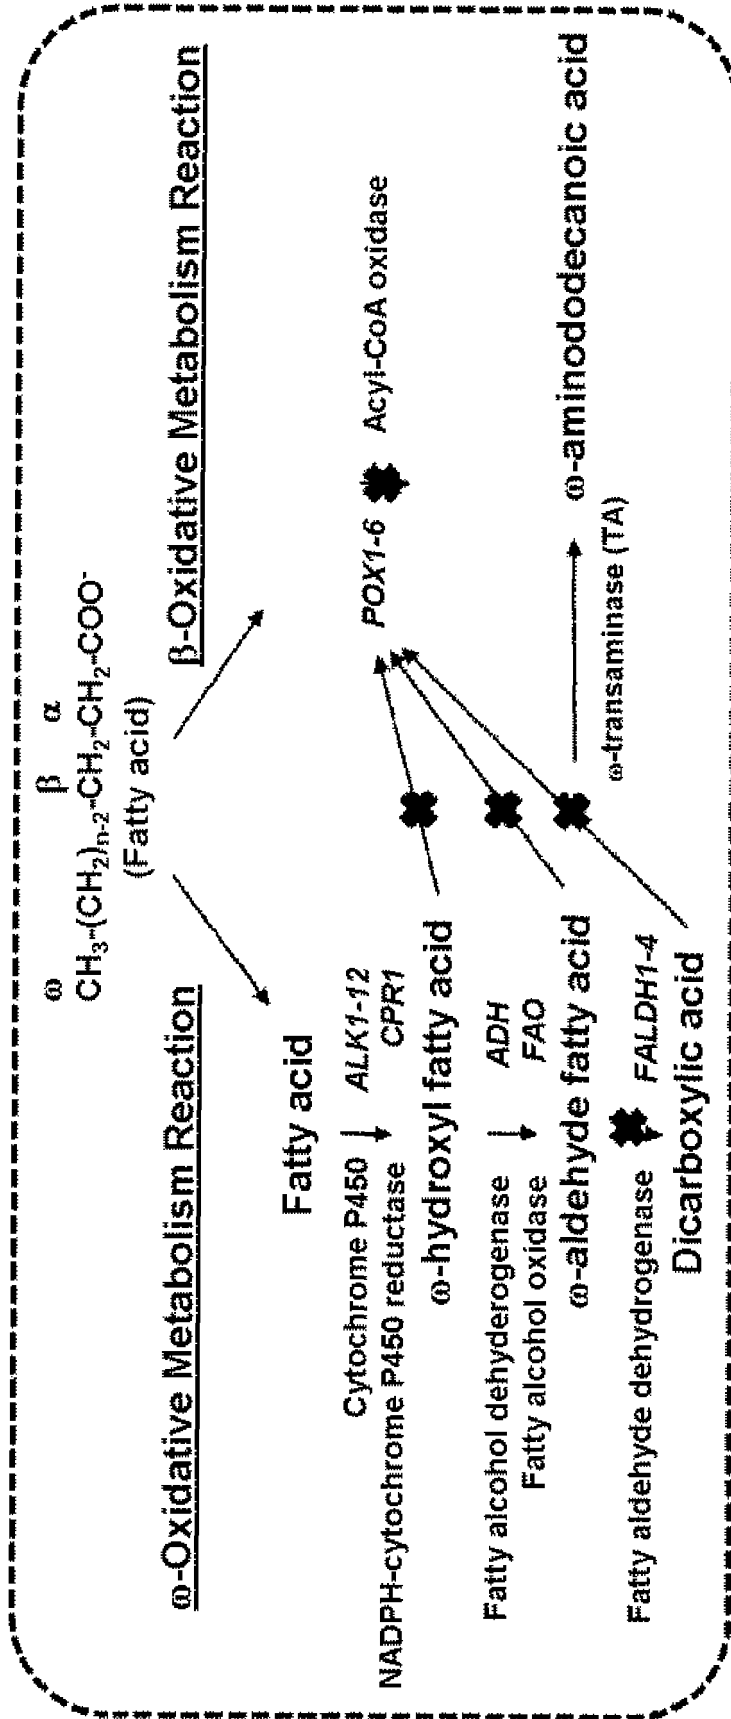 ω β α
CH3-(CH2)n-2-CH2-CH2-COO-
(Fatty acid)
ω-Oxidative Metabolism Reaction
β-Oxidative Metabolism Reaction
Fatty acid
Cytochrome P450 ALK1-12
NADPH-cytochrome P450 reductase CPR1
ω-hydroxyl fatty acid
POX1-6 Acyl-CoA oxidase
Fatty alcohol dehyderogenase ADH
Fatty alcohol oxidase FAO
ω-aldehyde fatty acid
ω-aminododecanoic acid
ω-transaminase (TA)
Fatty aldehyde dehydrogenase FALDH1-4
Dicarboxylic acid